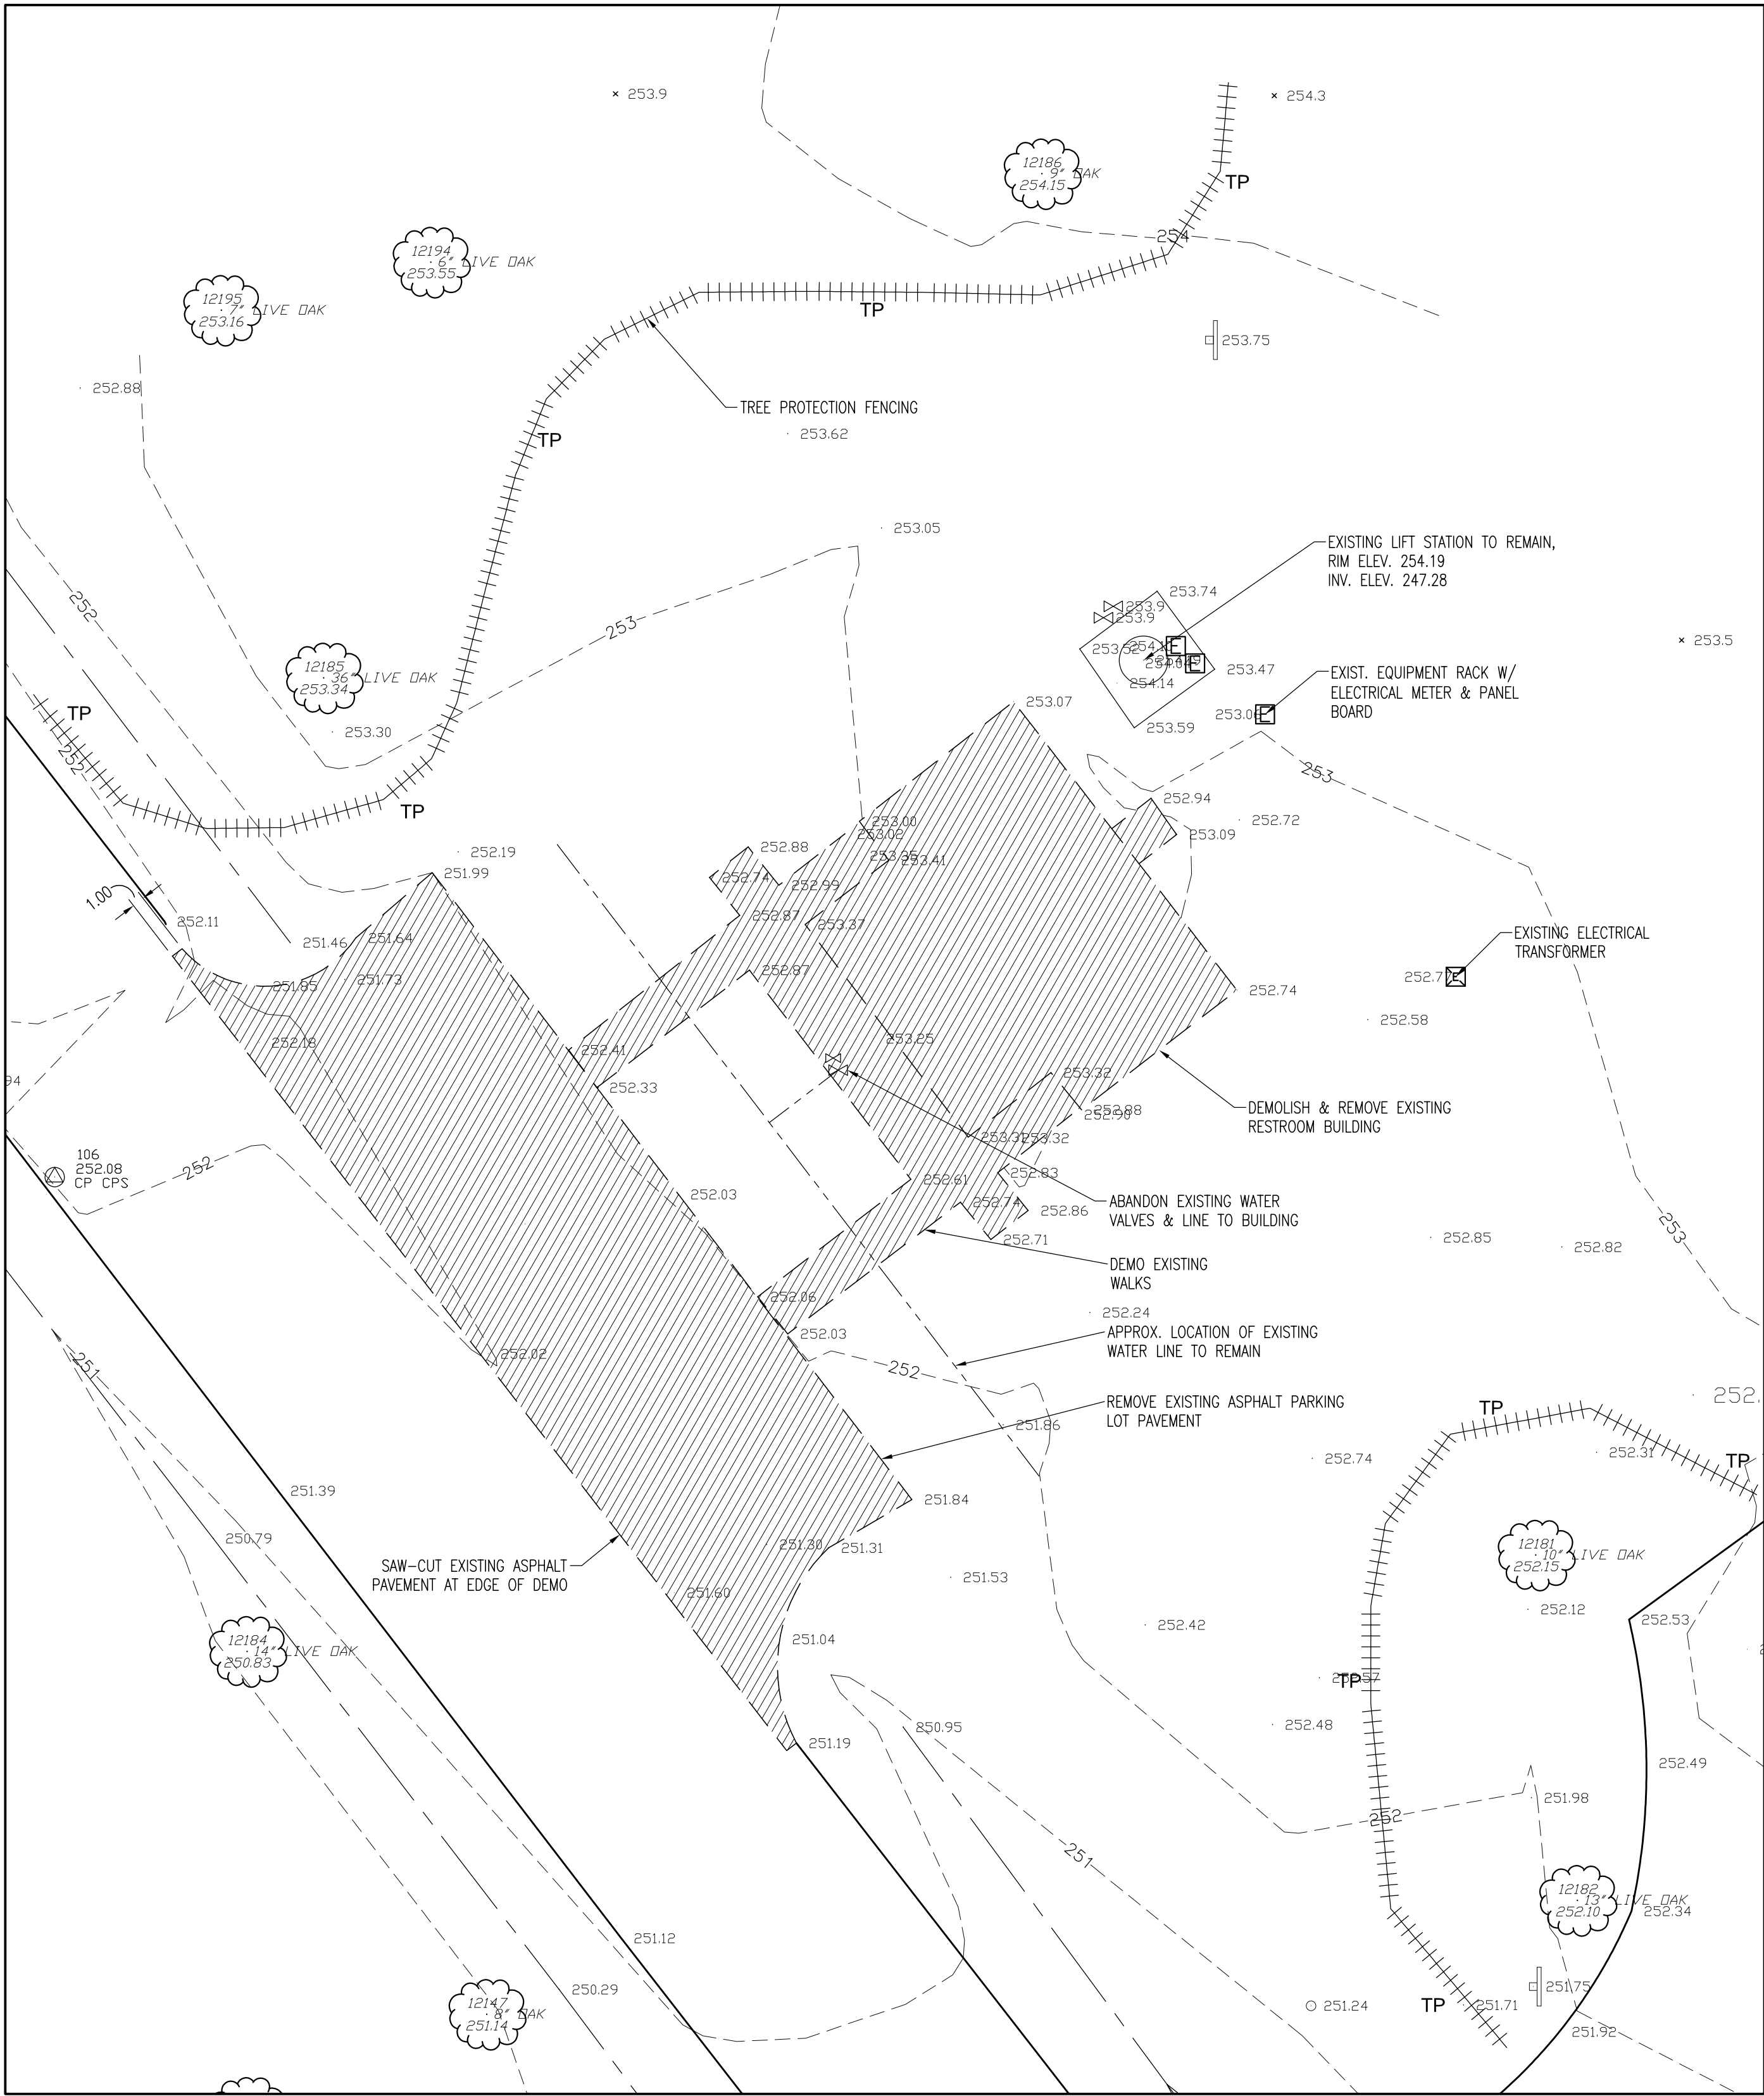 253.9
254.3
12186
9" OAK
254.15
TP
254
12194
6" LIVE OAK
253.55
12195
7" LIVE OAK
253.16
TP
253.75
252.88
TREE PROTECTION FENCING
253.62
TP
253.05
EXISTING LIFT STATION TO REMAIN,
RIM ELEV. 254.19
INV. ELEV. 247.28
253.74
253.9
253.9
252
253
253.52
E
E
253.47
253.5
254.14
12185
36" LIVE OAK
253.34
EXIST. EQUIPMENT RACK W/
ELECTRICAL METER & PANEL
BOARD
E
253.07
253.59
TP
253.30
252
253
TP
252.94
252.72
253.09
253.00
253.02
253.35
253.41
252.88
252.19
251.99
252.74
252.99
1.00
252.11
252.87
253.37
251.46
251.64
EXISTING ELECTRICAL
TRANSFORMER
E
251.73
251.85
252.87
252.74
252.58
252.18
252.41
253.25
252.33
253.32
94
DEMOLISH & REMOVE EXISTING
RESTROOM BUILDING
252.88
252.90
253.31
253.32
106
252.08
CP CPS
252
252.83
252.61
252.03
252.74
252.86
ABANDON EXISTING WATER
VALVES & LINE TO BUILDING
252.71
252.85
252.82
253
DEMO EXISTING
WALKS
252.06
252.24
252.03
APPROX. LOCATION OF EXISTING
WATER LINE TO REMAIN
251
252.02
252
252.
REMOVE EXISTING ASPHALT PARKING
LOT PAVEMENT
TP
251.86
252.74
252.31
TP
251.39
251.84
250.79
251.30
251.31
SAW-CUT EXISTING ASPHALT
PAVEMENT AT EDGE OF DEMO
251.60
251.53
12181
10" LIVE OAK
252.15
252.12
252.53
252.42
251.04
12184
14" LIVE OAK
250.83
TP
252.48
250.95
251.19
252.49
251.98
252
251
12182
13" LIVE OAK
252.10
252.34
251.12
250.29
12147
8" OAK
251.14
251.75
251.24
TP
251.71
251.92